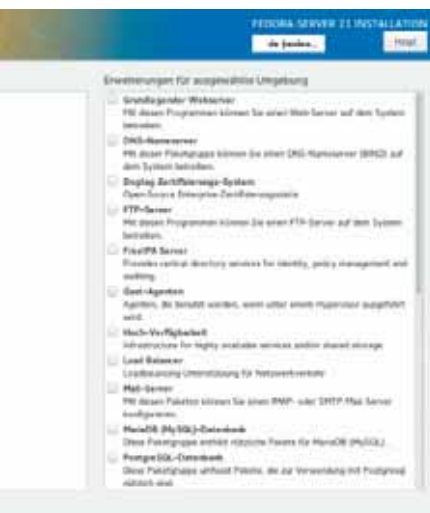 FEDORA SERVER 21 INSTALLATION
de
Help!
Erweiterungen für ausgewählte Umgebung
Grundlegender Webserver
Mit diesen Programmen können Sie einen Web-Server auf dem System
betreiben.
DNS-Nameserver
Mit dieser Paketgruppe können Sie einen DNS-Nameserver (BIND) auf
dem System betreiben.
Dogtag Zertifizierungs-System
Open-Source Enterprise-Zertifizierungsstelle
FTP-Server
Mit diesen Programmen können Sie einen FTP-Server auf dem System
betreiben.
FreeIPA Server
Provides central directory services for identity, policy management and
auditing.
Gast-Agenten
Agenten, die benutzt werden, wenn unter einem Hypervisor ausgeführt
wird.
Hoch-Verfügbarkeit
Infrastructure for highly available services and/or shared storage.
Load Balancer
Loadbalancing-Unterstützung für Netzwerkverkehr
Mail-Server
Mit diesen Paketen können Sie einen IMAP- oder SMTP-Mail-Server
konfigurieren.
MariaDB (MySQL)-Datenbank
Diese Paketgruppe enthält nützliche Pakete für MariaDB (MySQL).
PostgreSQL-Datenbank
Diese Paketgruppe umfasst Pakete, die zur Verwendung mit Postgresql
nützlich sind.